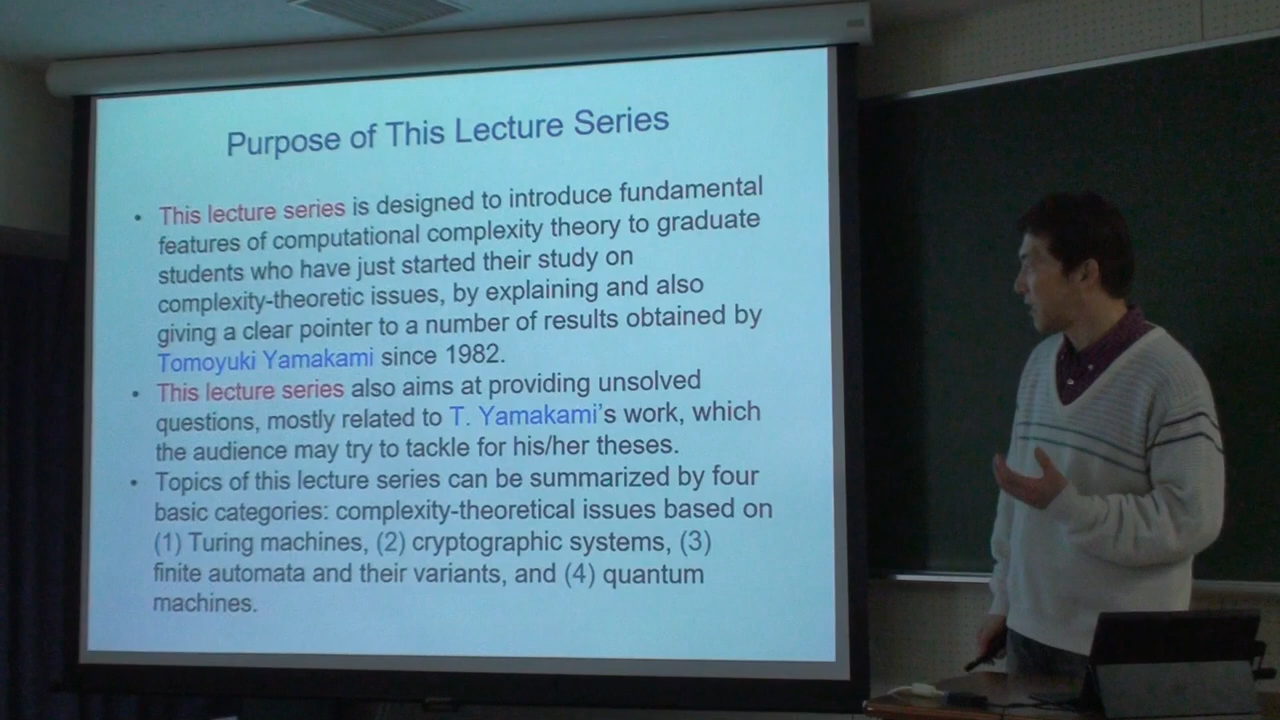 Purpose of This Lecture Series
• This lecture series is designed to introduce fundamental
features of computational complexity theory to graduate
students who have just started their study on
complexity-theoretic issues, by explaining and also
giving a clear pointer to a number of results obtained by
Tomoyuki Yamakami since 1982.
• This lecture series also aims at providing unsolved
questions, mostly related to T. Yamakami's work, which
the audience may try to tackle for his/her theses.
• Topics of this lecture series can be summarized by four
basic categories: complexity-theoretical issues based on
(1) Turing machines, (2) cryptographic systems, (3)
finite automata and their variants, and (4) quantum
machines.